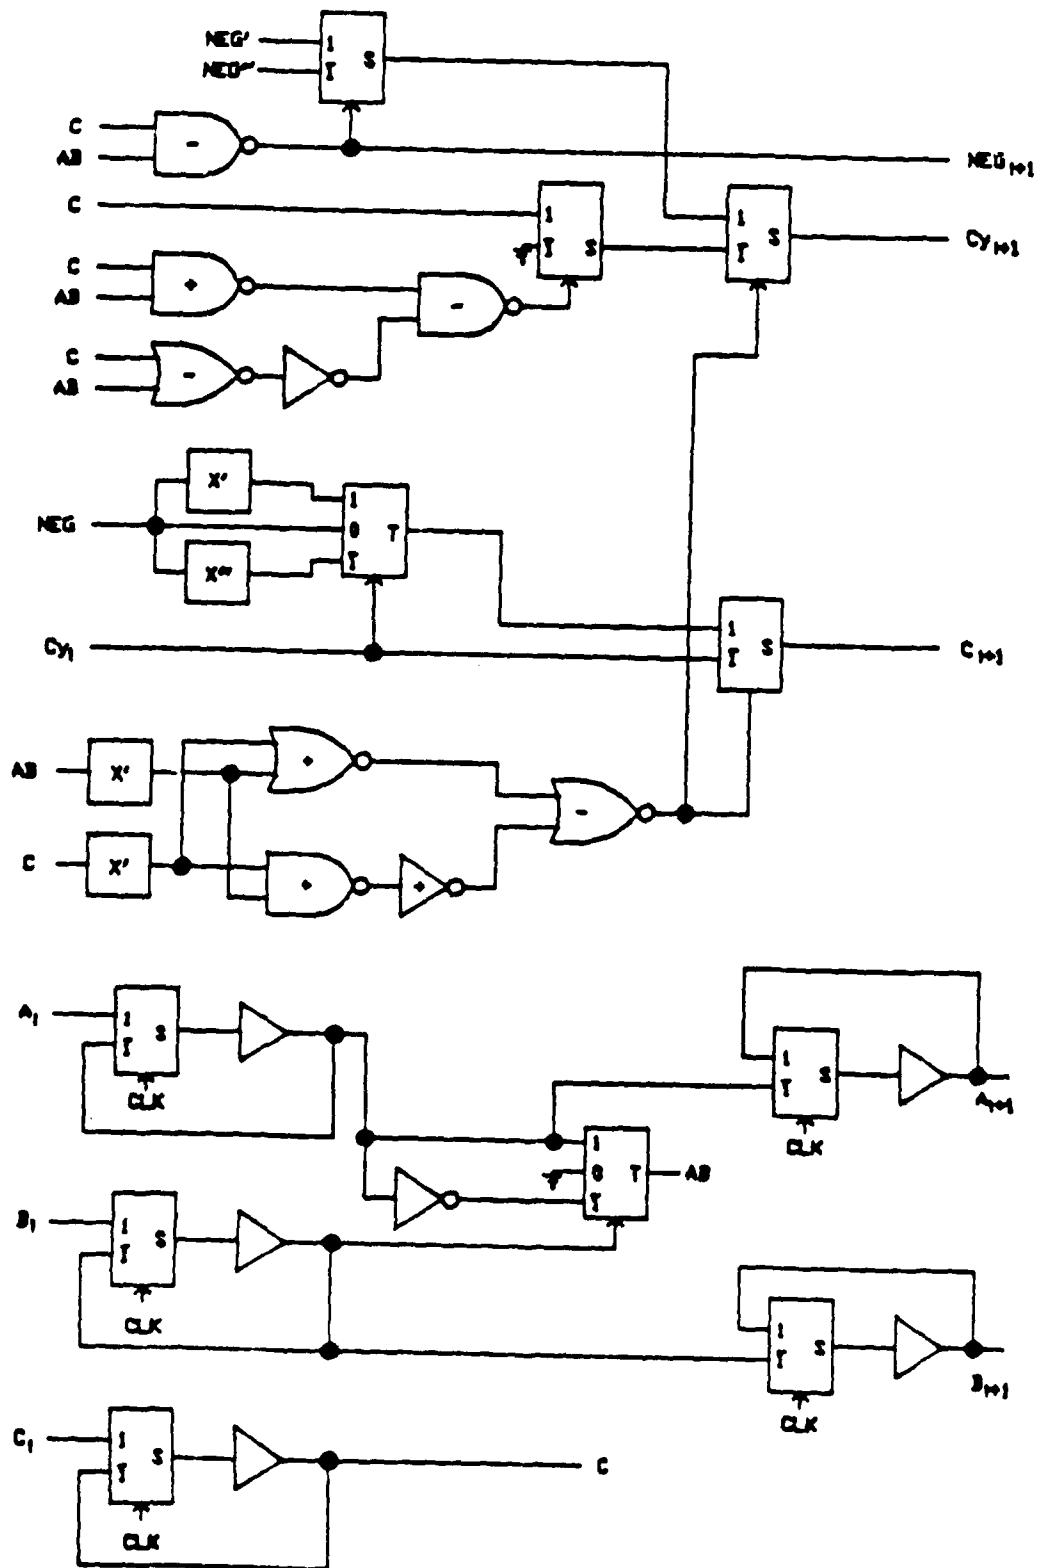 NEG'
NEG"
1
Ī
S
C
AB
-
NEG i+1
C
1
Ī
S
1
Ī
S
Cy i+1
C
AB
+
-
C
AB
-
NEG
X'
X"
1
0
Ī
T
Cy i
1
Ī
S
C i+1
AB
X'
+
-
C
X'
+
+
A i
1
Ī
S
CLK
1
Ī
S
CLK
A i+1
1
0
Ī
T
AB
B i
1
Ī
S
CLK
1
Ī
S
CLK
B i+1
C i
1
Ī
S
CLK
C